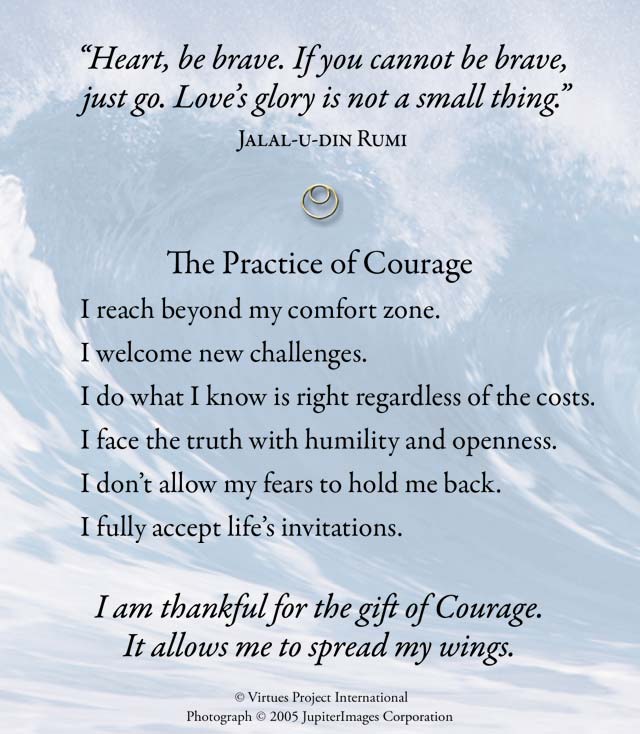 “Heart, be brave. If you cannot be brave,
just go. Love’s glory is not a small thing.”
Jalal-u-din Rumi
The Practice of Courage
I reach beyond my comfort zone.
I welcome new challenges.
I do what I know is right regardless of the costs.
I face the truth with humility and openness.
I don’t allow my fears to hold me back.
I fully accept life’s invitations.
I am thankful for the gift of Courage.
It allows me to spread my wings.
© Virtues Project International
Photograph © 2005 JupiterImages Corporation